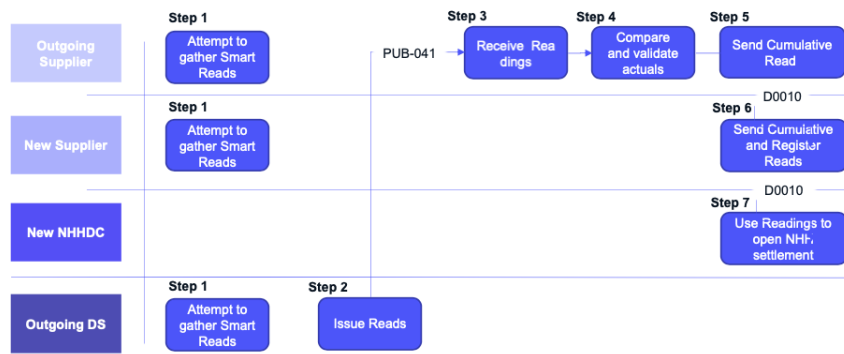 Step 1
Step 3
Step 4
Step 5
Outgoing
Supplier
Attempt to
gather Smart
Reads
PUB-041
Receive Rea
dings
Compare
and validate
actuals
Send Cumulative
Read
D0010
Step 1
Step 6
New Supplier
Attempt to
gather Smart
Reads
Send Cumulative
and Register
Reads
D0010
Step 7
New NHHDC
Use Readings to
open NHH
settlement
Step 1
Step 2
Outgoing DS
Attempt to
gather Smart
Reads
Issue Reads